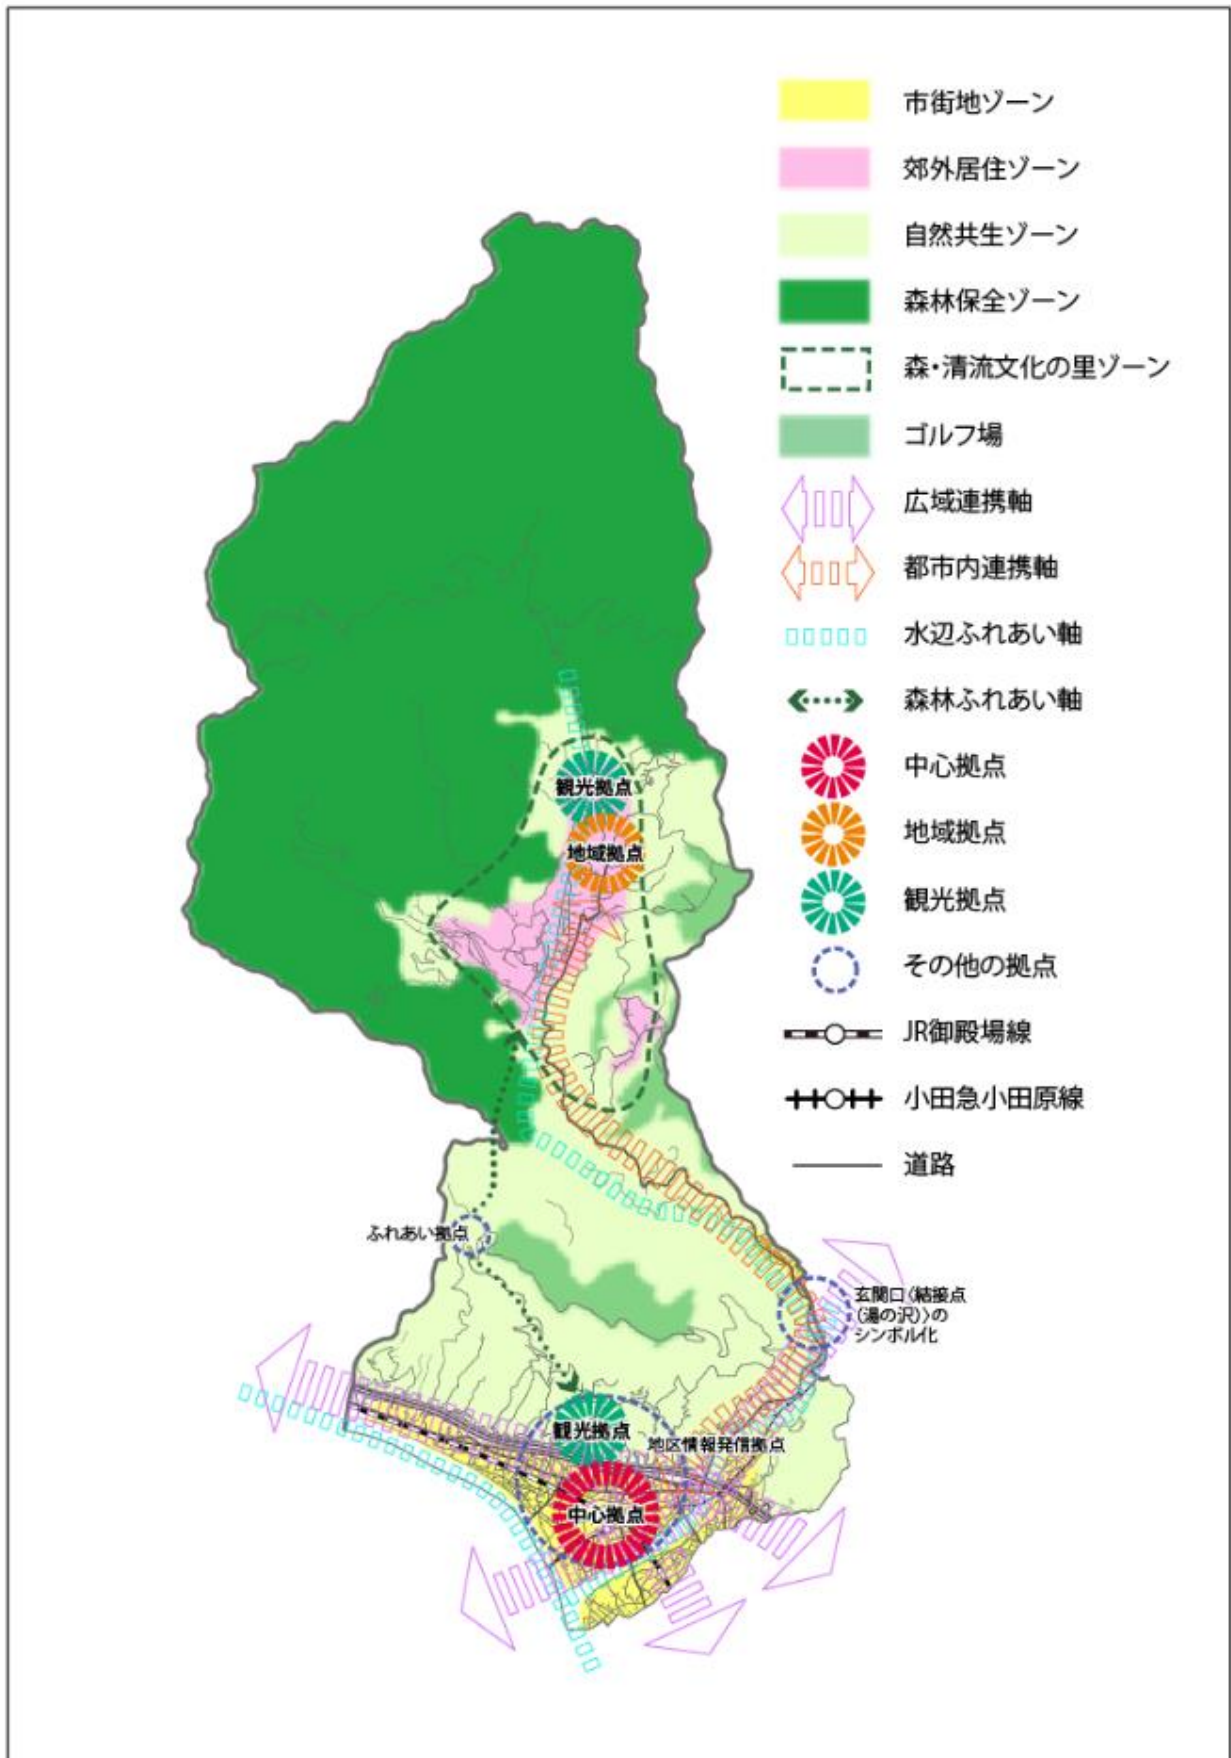 市街地ゾーン
郊外居住ゾーン
自然共生ゾーン
森林保全ゾーン
森・清流文化の里ゾーン
ゴルフ場
広域連携軸
都市内連携軸
水辺ふれあい軸
森林ふれあい軸
中心拠点
地域拠点
観光拠点
その他の拠点
JR御殿場線
小田急小田原線
道路
観光拠点
地域拠点
ふれあい拠点
玄関口〈結接点
(湯の沢)〉の
シンボル化
観光拠点
地区情報発信拠点
中心拠点